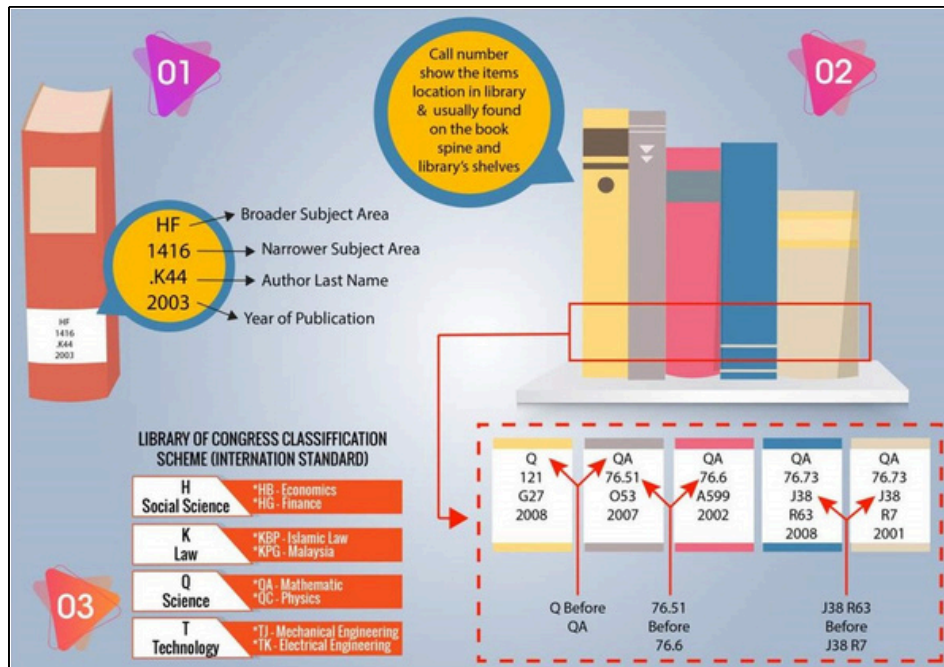 01
HF
1416
.K44
2003
Broader Subject Area
Narrower Subject Area
Author Last Name
Year of Publication
HF
1416
.K44
2003
Call number
show the items
location in library
& usually found
on the book
spine and
library's shelves
02
LIBRARY OF CONGRESS CLASSIFFICATION
SCHEME (INTERNATION STANDARD)
H
Social Science
*HB - Economics
*HG - Finance
K
Law
*KBP - Islamic Law
*KPG - Malaysia
Q
Science
*QA - Mathematic
*QC - Physics
T
Technology
*TJ - Mechanical Engineering
*TK - Electrical Engineering
03
Q
121
G27
2008
QA
76.51
O53
2007
QA
76.6
A599
2002
QA
76.73
J38
R63
2008
QA
76.73
J38
R7
2001
Q Before
QA
76.51
Before
76.6
J38 R63
Before
J38 R7